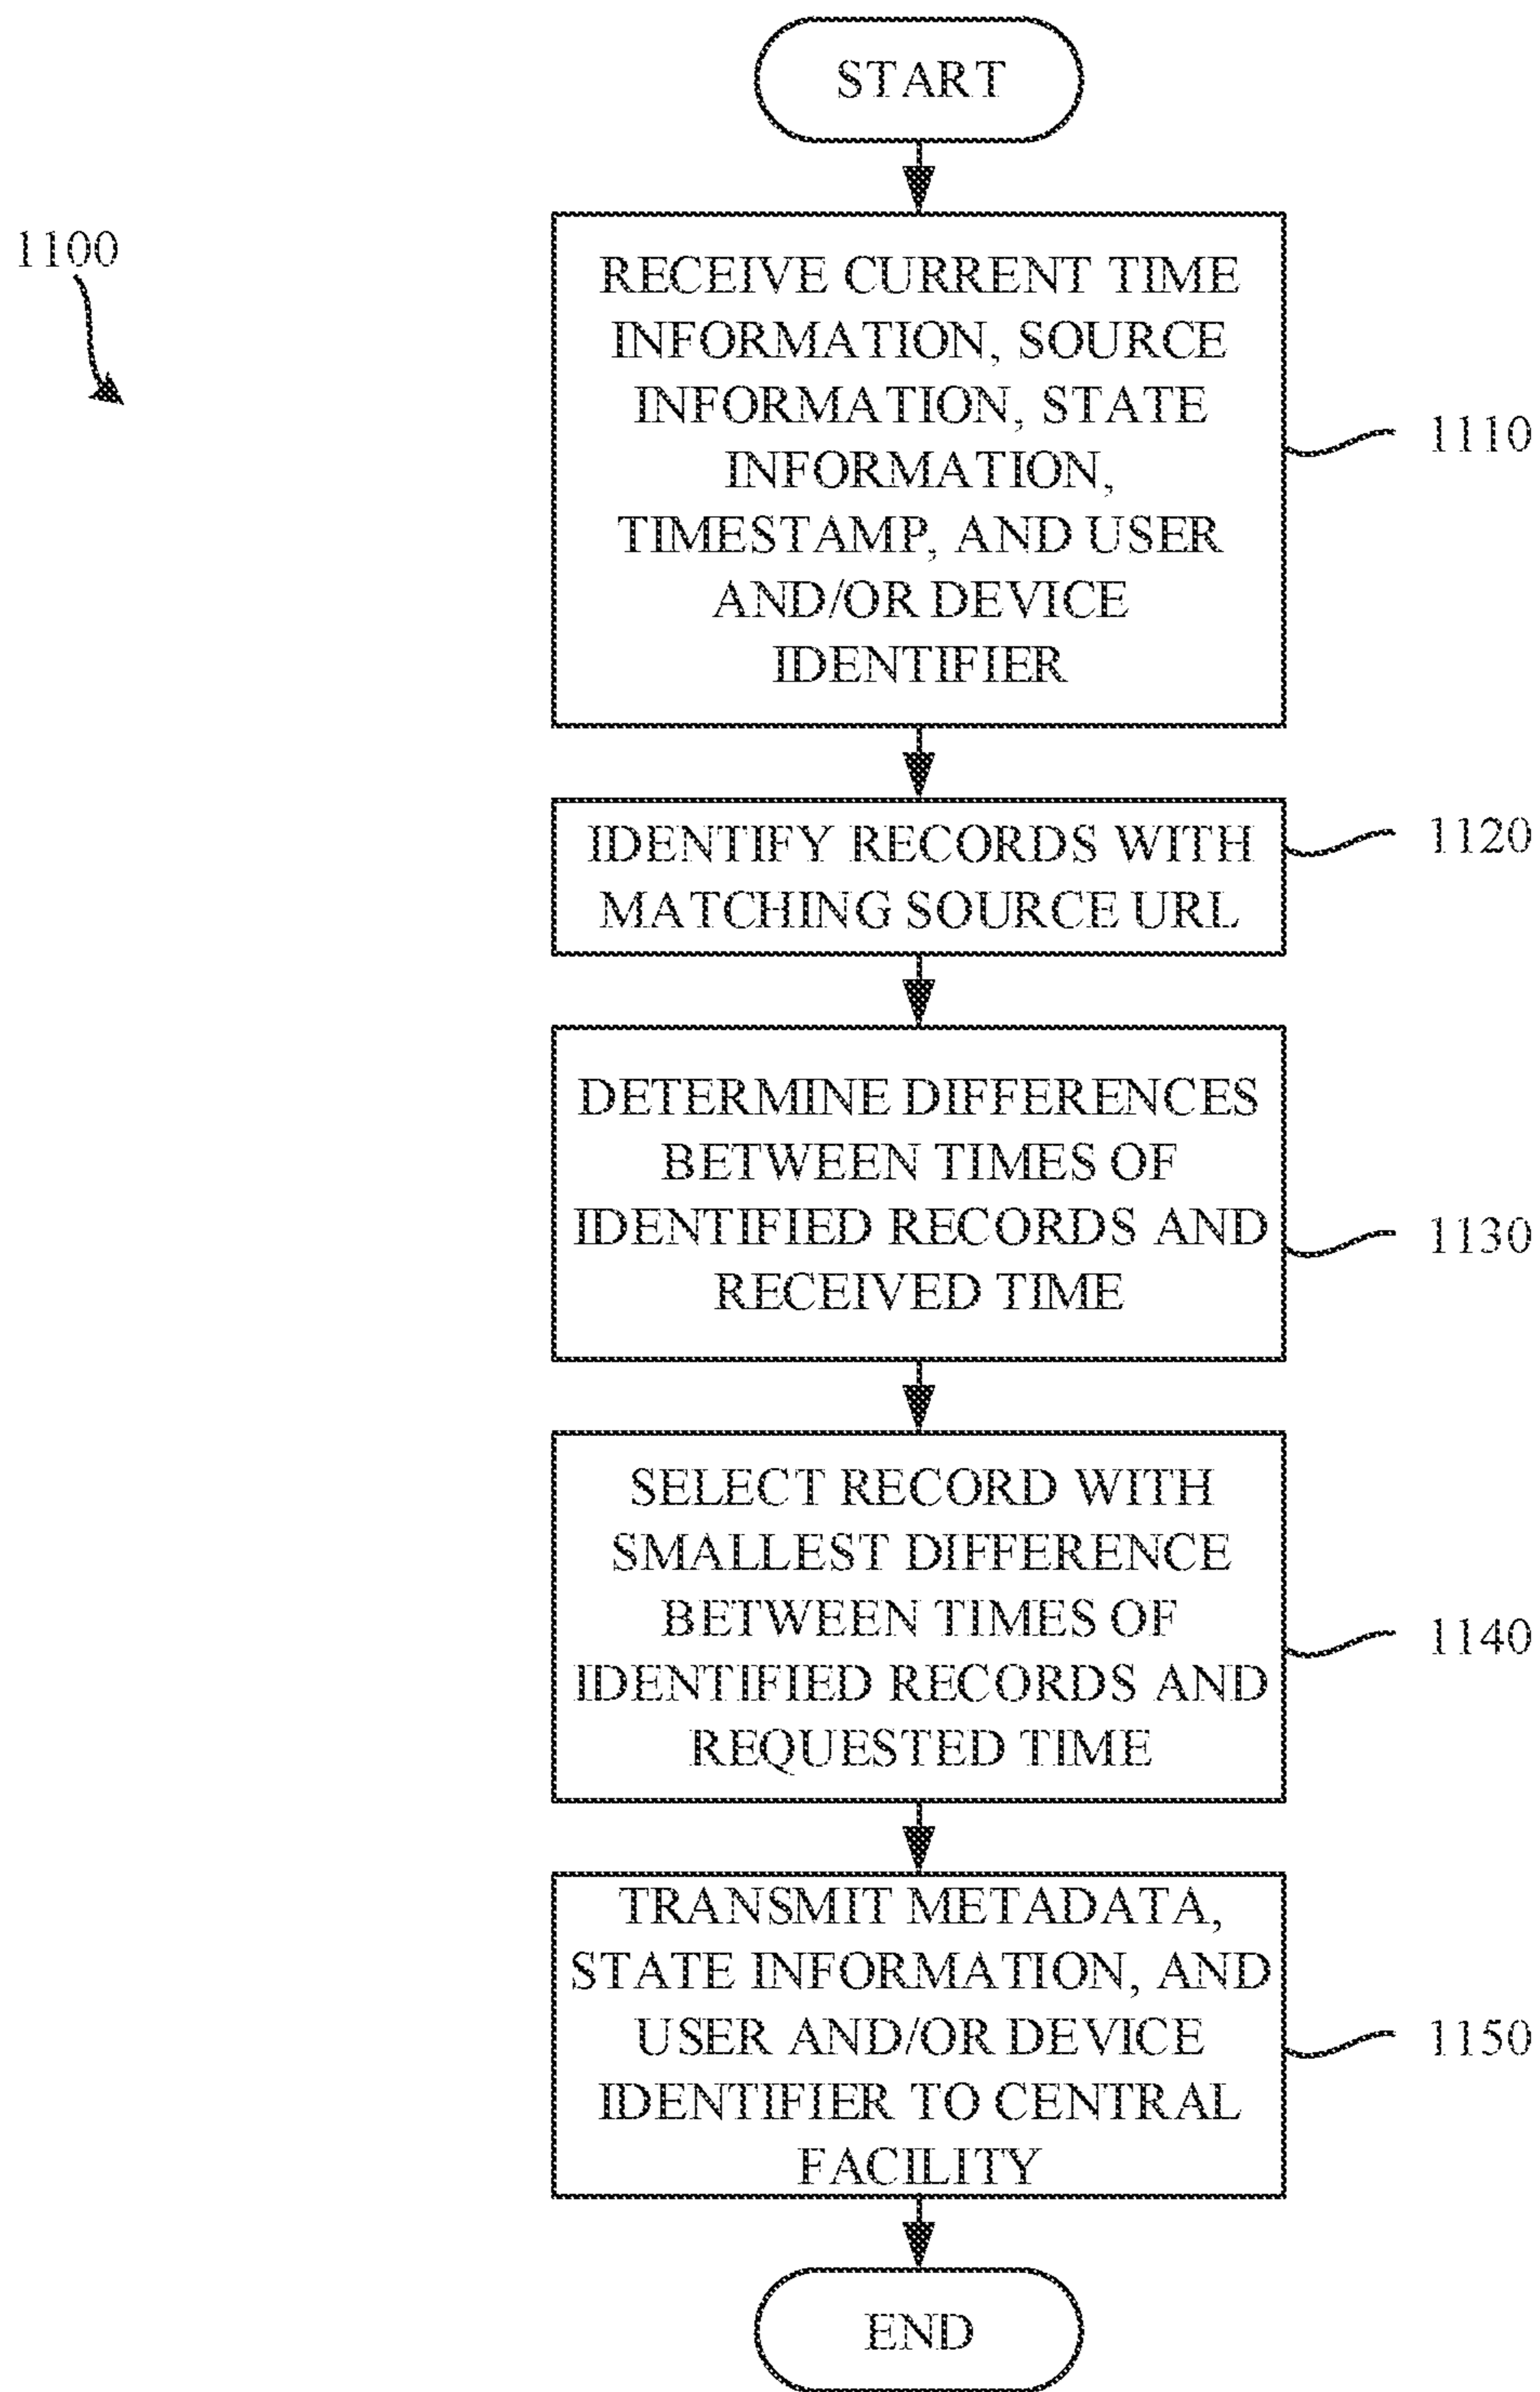 START
1100
RECEIVE CURRENT TIME
INFORMATION, SOURCE
INFORMATION, STATE
INFORMATION,
TIMESTAMP, AND USER
AND/OR DEVICE
IDENTIFIER
1110
IDENTIFY RECORDS WITH
MATCHING SOURCE URL
1120
DETERMINE DIFFERENCES
BETWEEN TIMES OF
IDENTIFIED RECORDS AND
RECEIVED TIME
1130
SELECT RECORD WITH
SMALLEST DIFFERENCE
BETWEEN TIMES OF
IDENTIFIED RECORDS AND
REQUESTED TIME
1140
TRANSMIT METADATA,
STATE INFORMATION, AND
USER AND/OR DEVICE
IDENTIFIER TO CENTRAL
FACILITY
1150
END